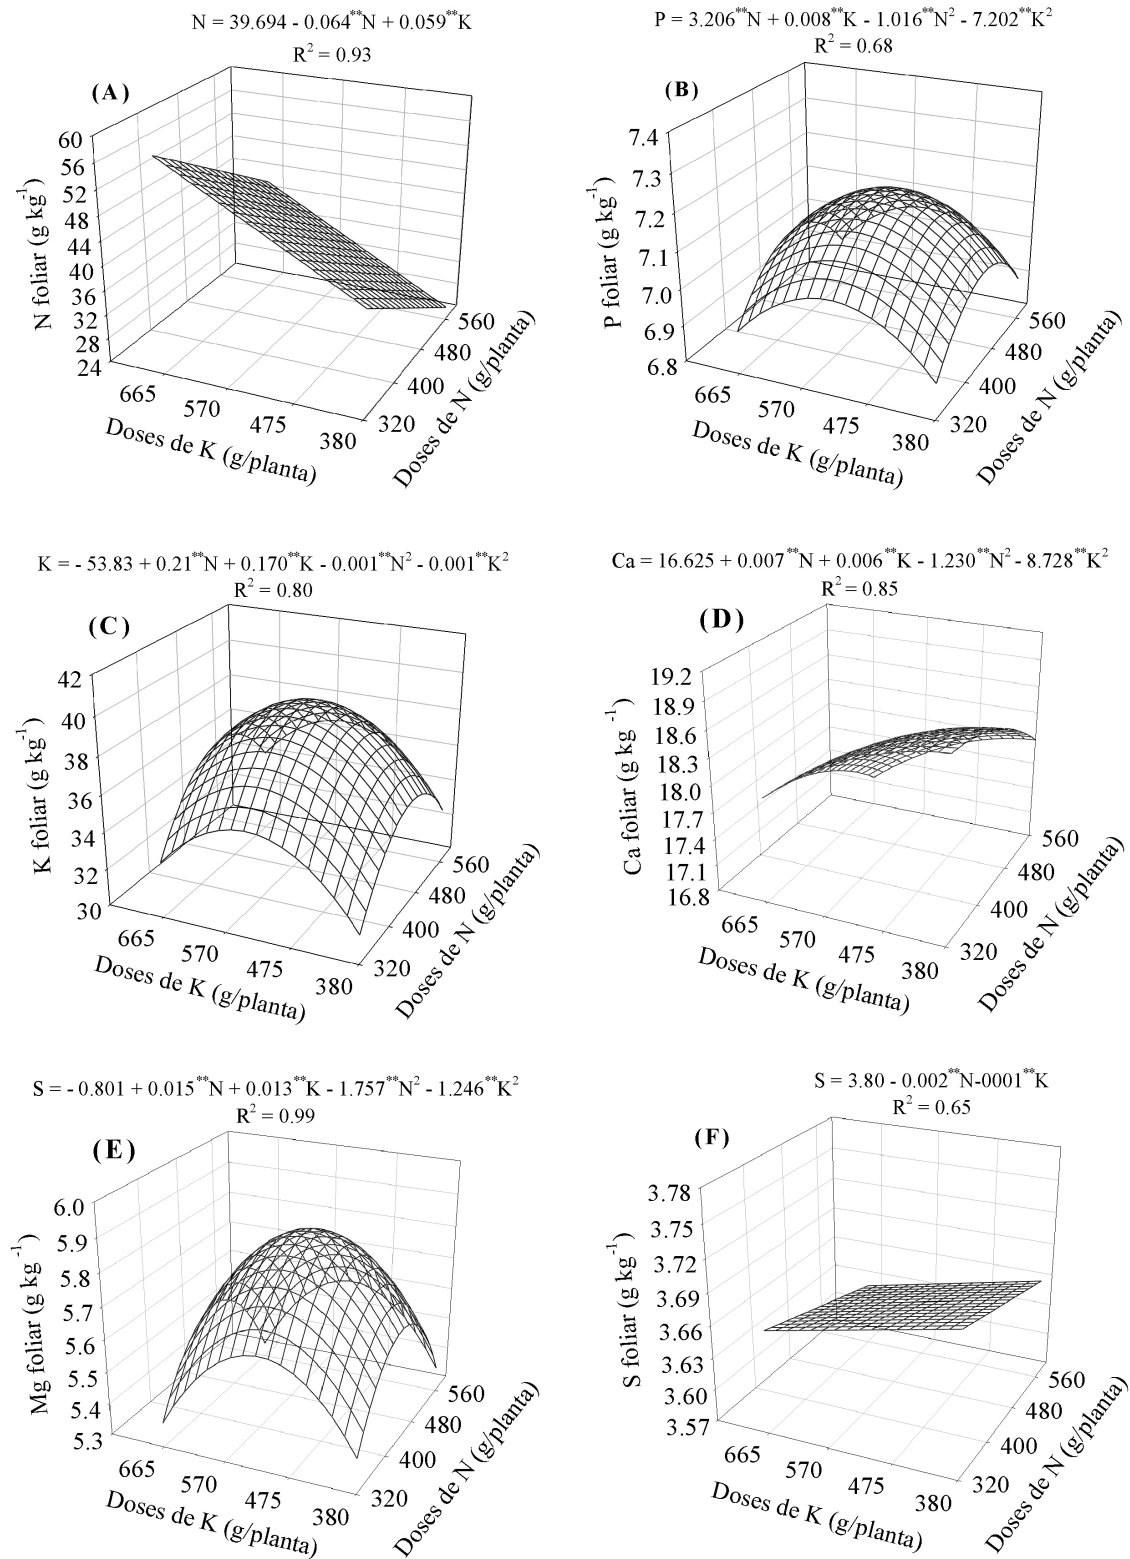 N = 39.694 - 0.064**N + 0.059**K
R² = 0.93
(A)
60
56
52
48
44
40
36
32
28
24
N foliar (g kg⁻¹)
665
570
475
380
Doses de K (g/planta)
320
400
480
560
Doses de N (g/planta)
P = 3.206**N + 0.008**K - 1.016**N² - 7.202**K²
R² = 0.68
(B)
7.4
7.3
7.2
7.1
7.0
6.9
6.8
P foliar (g kg⁻¹)
665
570
475
380
Doses de K (g/planta)
320
400
480
560
Doses de N (g/planta)
K = - 53.83 + 0.21**N + 0.170**K - 0.001**N² - 0.001**K²
R² = 0.80
(C)
42
40
38
36
34
32
30
K foliar (g kg⁻¹)
665
570
475
380
Doses de K (g/planta)
320
400
480
560
Doses de N (g/planta)
Ca = 16.625 + 0.007**N + 0.006**K - 1.230**N² - 8.728**K²
R² = 0.85
(D)
19.2
18.9
18.6
18.3
18.0
17.7
17.4
17.1
16.8
Ca foliar (g kg⁻¹)
665
570
475
380
Doses de K (g/planta)
320
400
480
560
Doses de N (g/planta)
S = - 0.801 + 0.015**N + 0.013**K - 1.757**N² - 1.246**K²
R² = 0.99
(E)
6.0
5.9
5.8
5.7
5.6
5.5
5.4
5.3
Mg foliar (g kg⁻¹)
665
570
475
380
Doses de K (g/planta)
320
400
480
560
Doses de N (g/planta)
S = 3.80 - 0.002**N-0001**K
R² = 0.65
(F)
3.78
3.75
3.72
3.69
3.66
3.63
3.60
3.57
S foliar (g kg⁻¹)
665
570
475
380
Doses de K (g/planta)
320
400
480
560
Doses de N (g/planta)